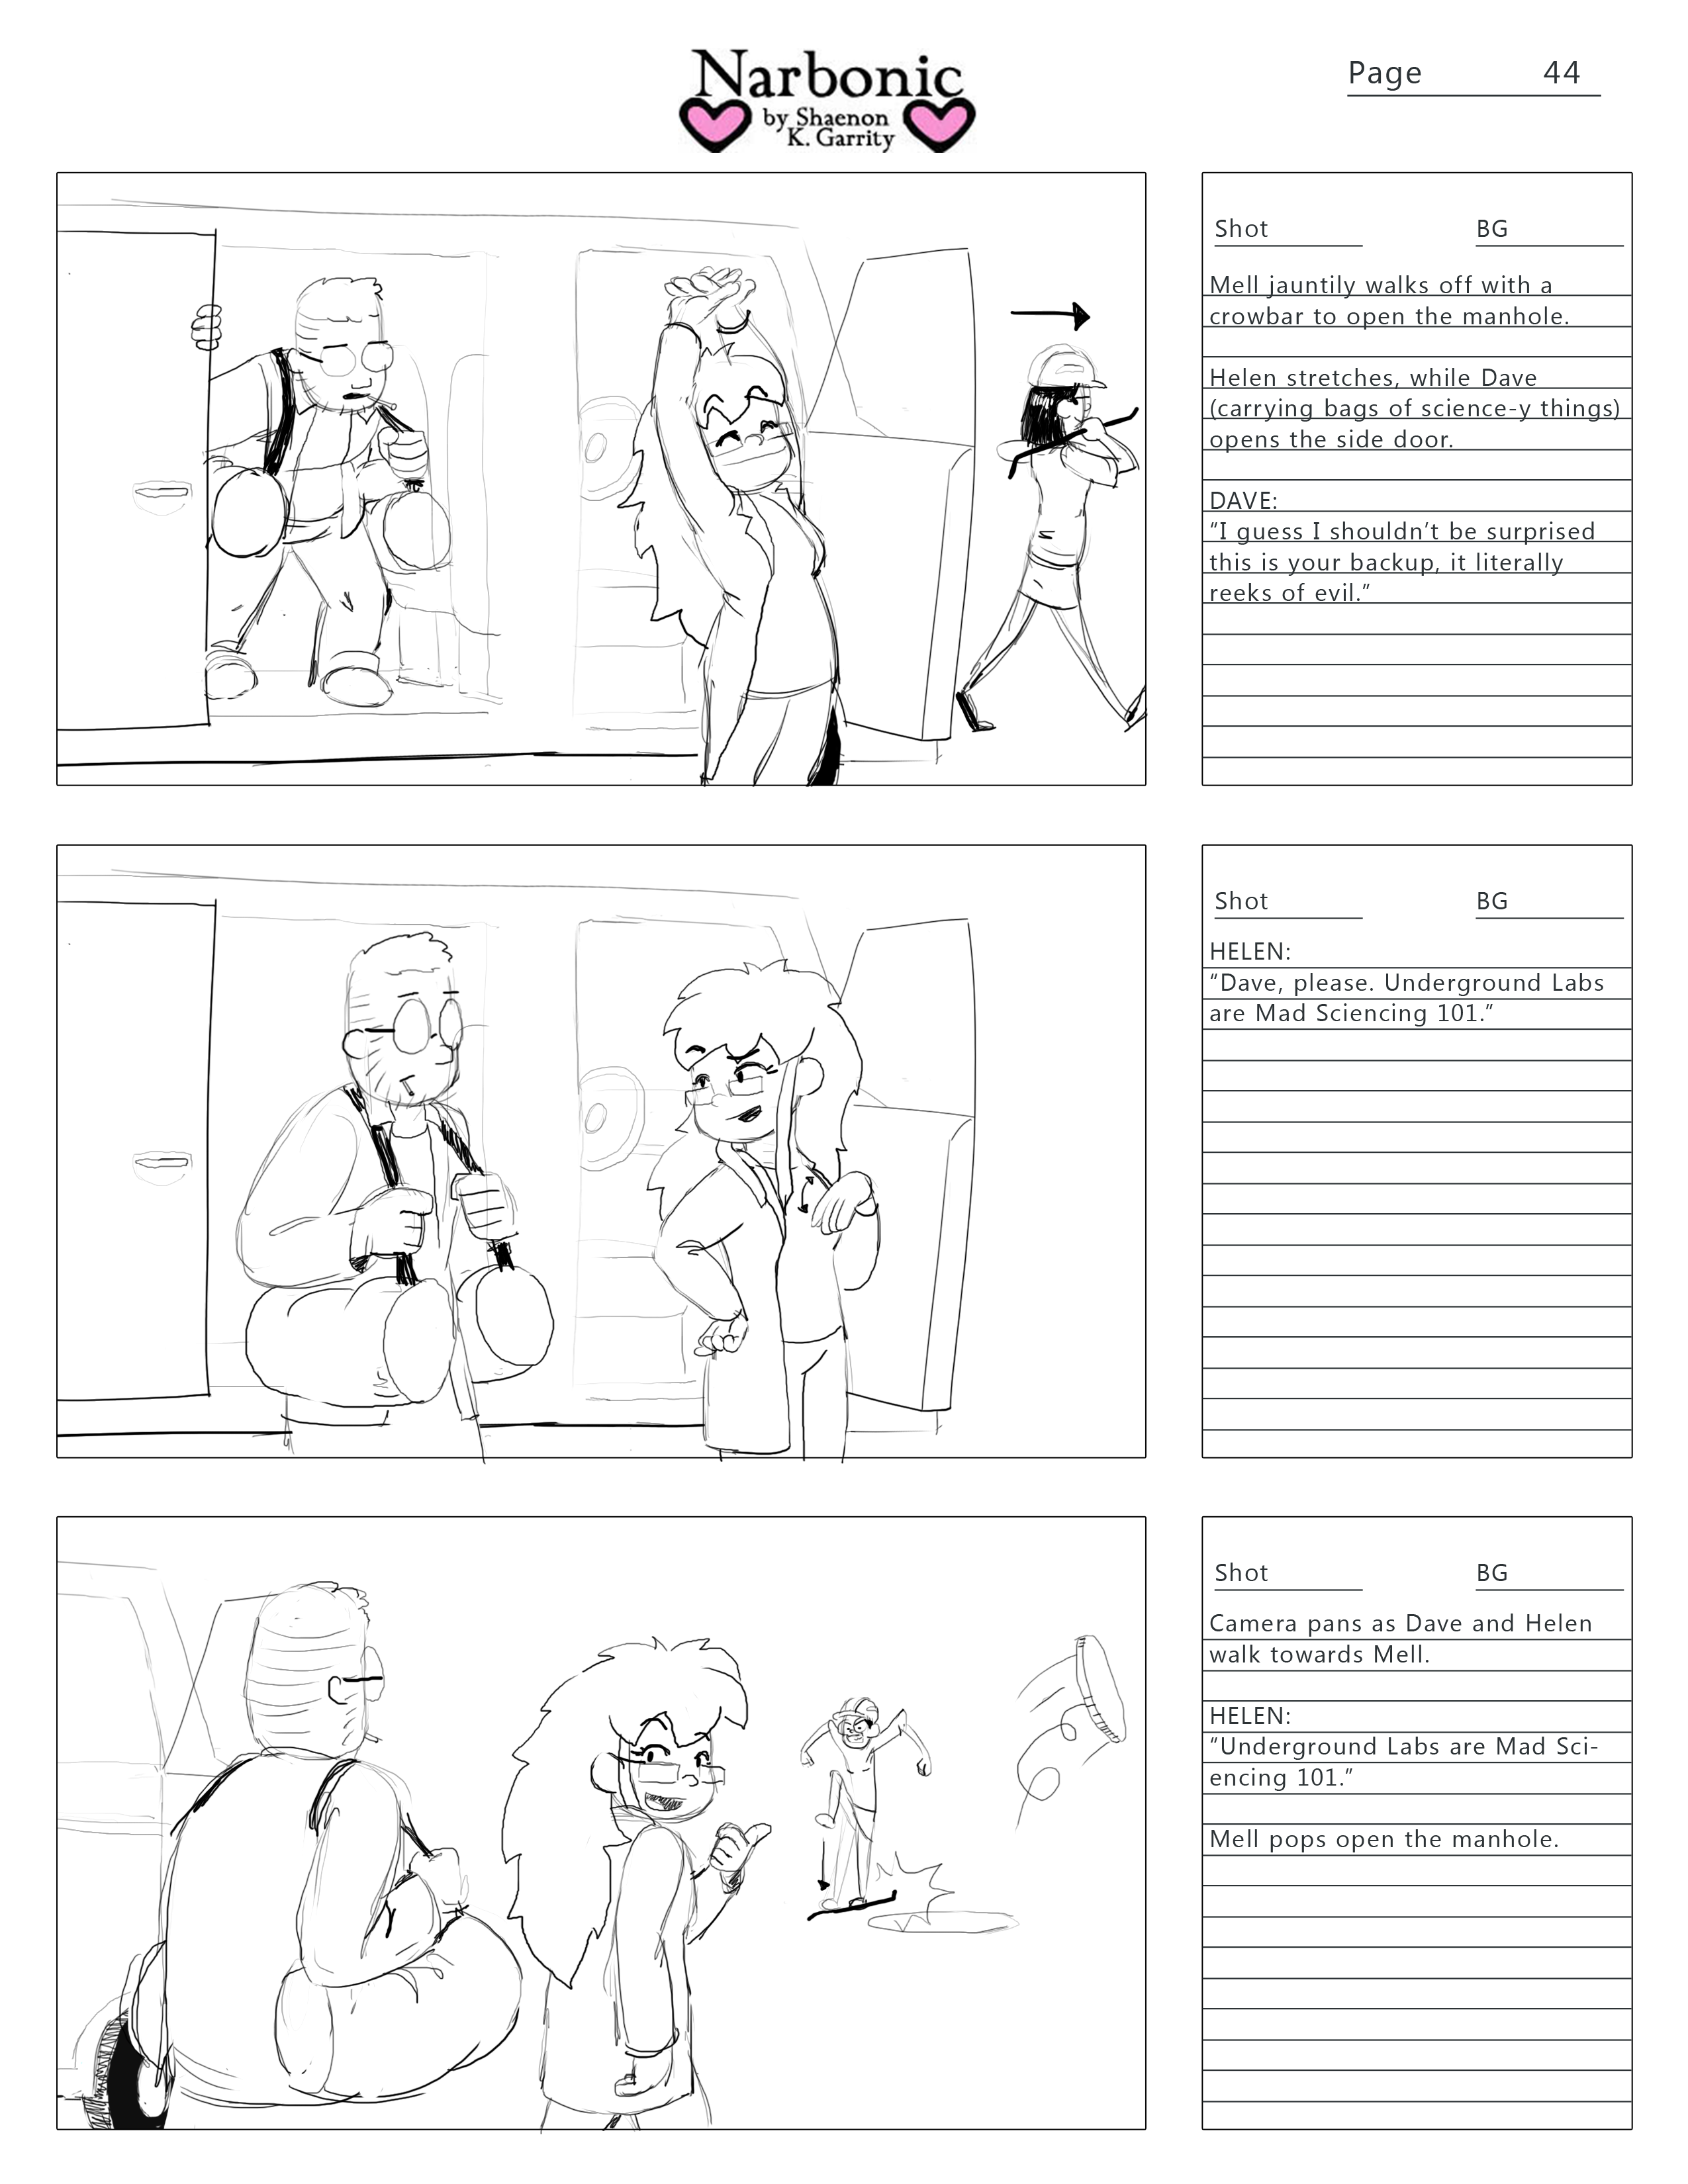 Narbonic
by Shaenon
K. Garrity
Page 44
Shot BG
Mell jauntily walks off with a
crowbar to open the manhole.
Helen stretches, while Dave
(carrying bags of science-y things)
opens the side door.
DAVE:
“I guess I shouldn’t be surprised
this is your backup, it literally
reeks of evil.”
Shot BG
HELEN:
“Dave, please. Underground Labs
are Mad Sciencing 101.”
Shot BG
Camera pans as Dave and Helen
walk towards Mell.
HELEN:
“Underground Labs are Mad Sci-
encing 101.”
Mell pops open the manhole.